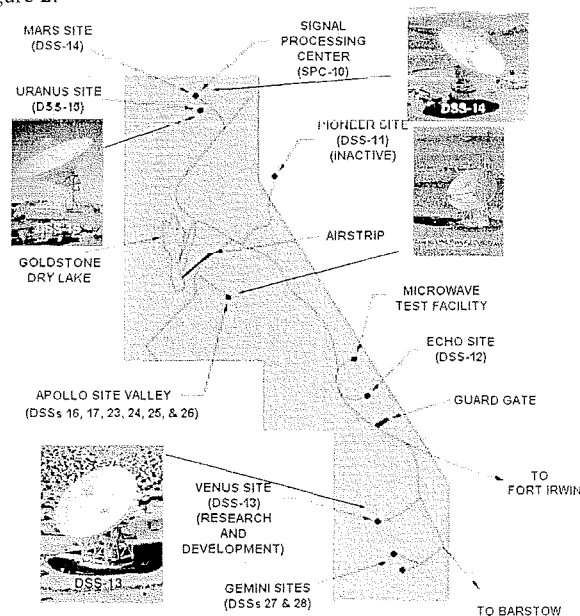 gure 2.
MARS SITE
(DSS-14)
SIGNAL
PROCESSING
CENTER
(SPC-10)
URANUS SITE
(DSS-15)
DSS-14
PIONEER SITE
(DSS-11)
(INACTIVE)
AIRSTRIP
GOLDSTONE
DRY LAKE
MICROWAVE
TEST FACILITY
ECHO SITE
(DSS-12)
APOLLO SITE VALLEY
(DSSs 16, 17, 23, 24, 25, & 26)
GUARD GATE
TO
FORT IRWIN
VENUS SITE
(DSS-13)
(RESEARCH
AND
DEVELOPMENT)
DSS-13
GEMINI SITES
(DSSs 27 & 28)
TO BARSTOW